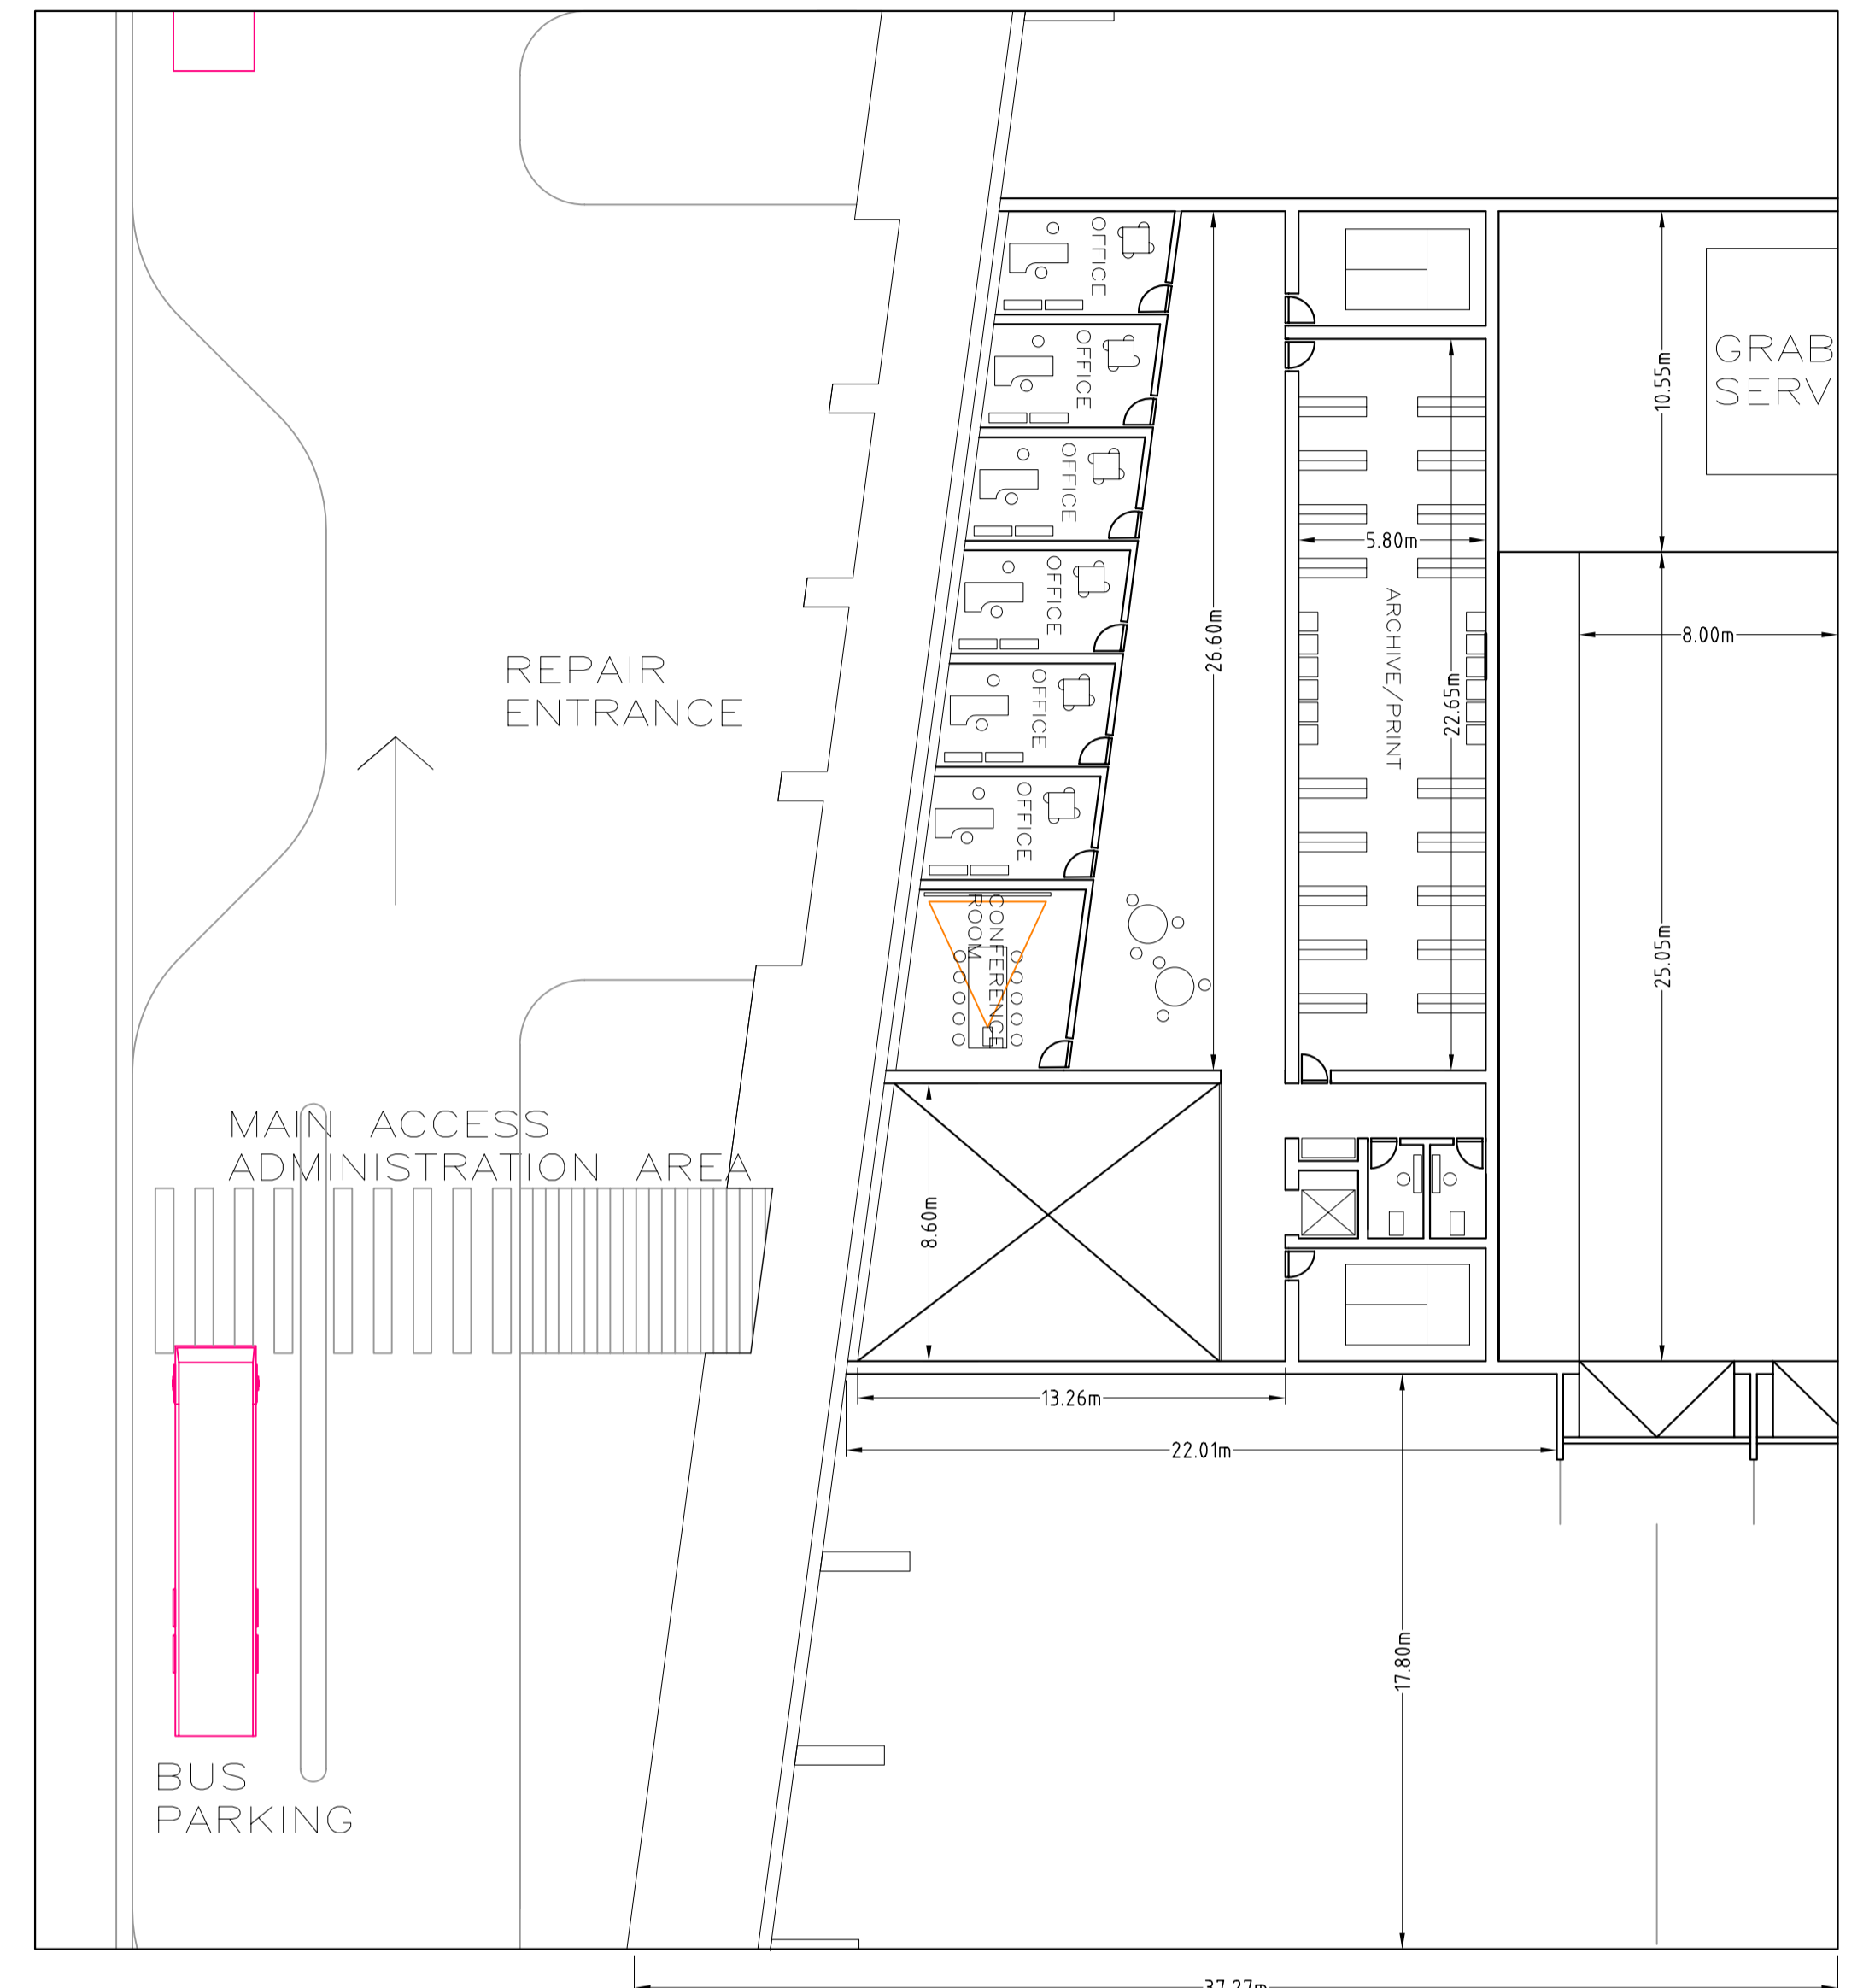 OFFICE
OFFICE
OFFICE
OFFICE
OFFICE
OFFICE
CONFERENCE
ROOM
26.60m
5.80m
ARCHIVE/PRINT
22.65m
10.55m
GRAB
SERV
8.00m
25.05m
REPAIR
ENTRANCE
MAIN ACCESS
ADMINISTRATION AREA
8.60m
13.26m
22.01m
17.80m
BUS
PARKING
37.27m